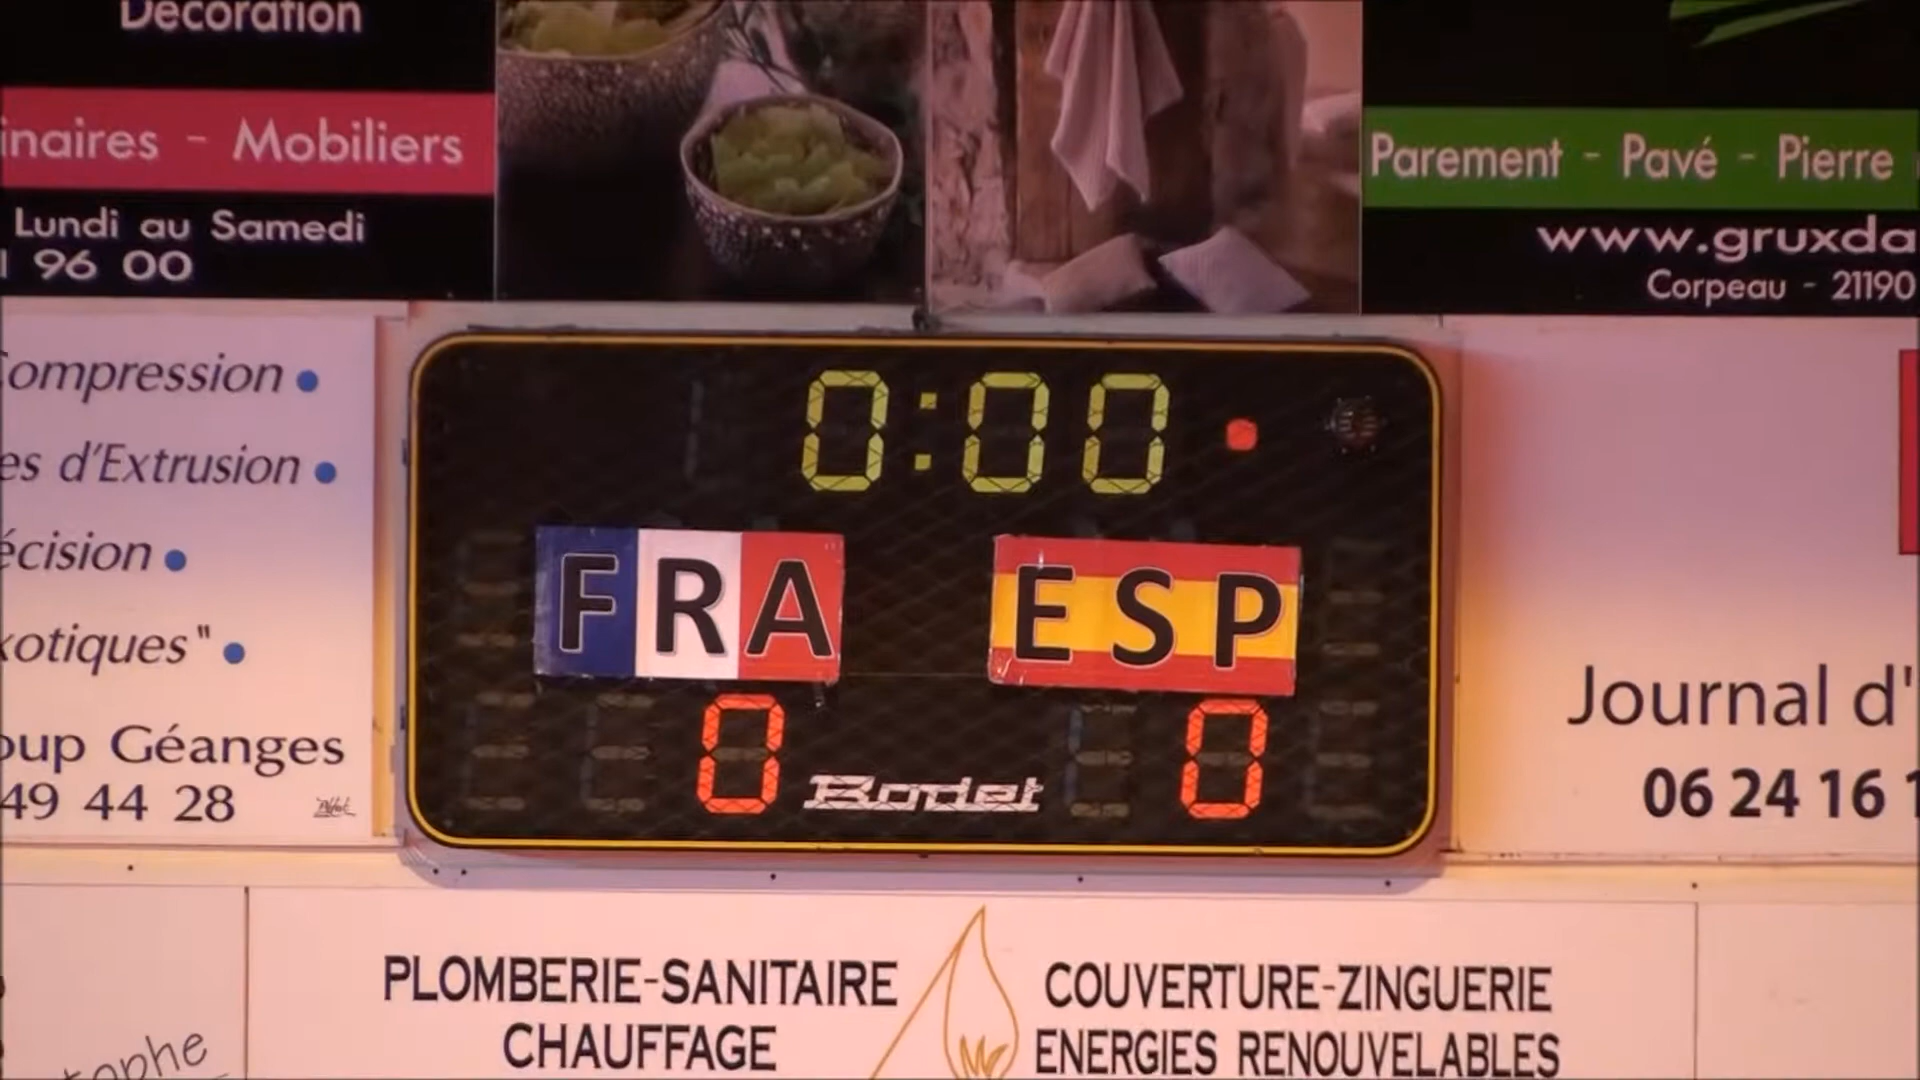 Décoration
inaires - Mobiliers
Lundi au Samedi
96 00
Parement - Pavé - Pierre
www.gruxda
Corpeau - 21190
ompression •
es d'Extrusion •
écision •
xotiques" •
oup Géanges
49 44 28
0:00
FRA ESP
0 0
Bodet
Journal d'
06 24 16 1
PLOMBERIE-SANITAIRE
CHAUFFAGE
COUVERTURE-ZINGUERIE
ENERGIES RENOUVELABLES
tophe